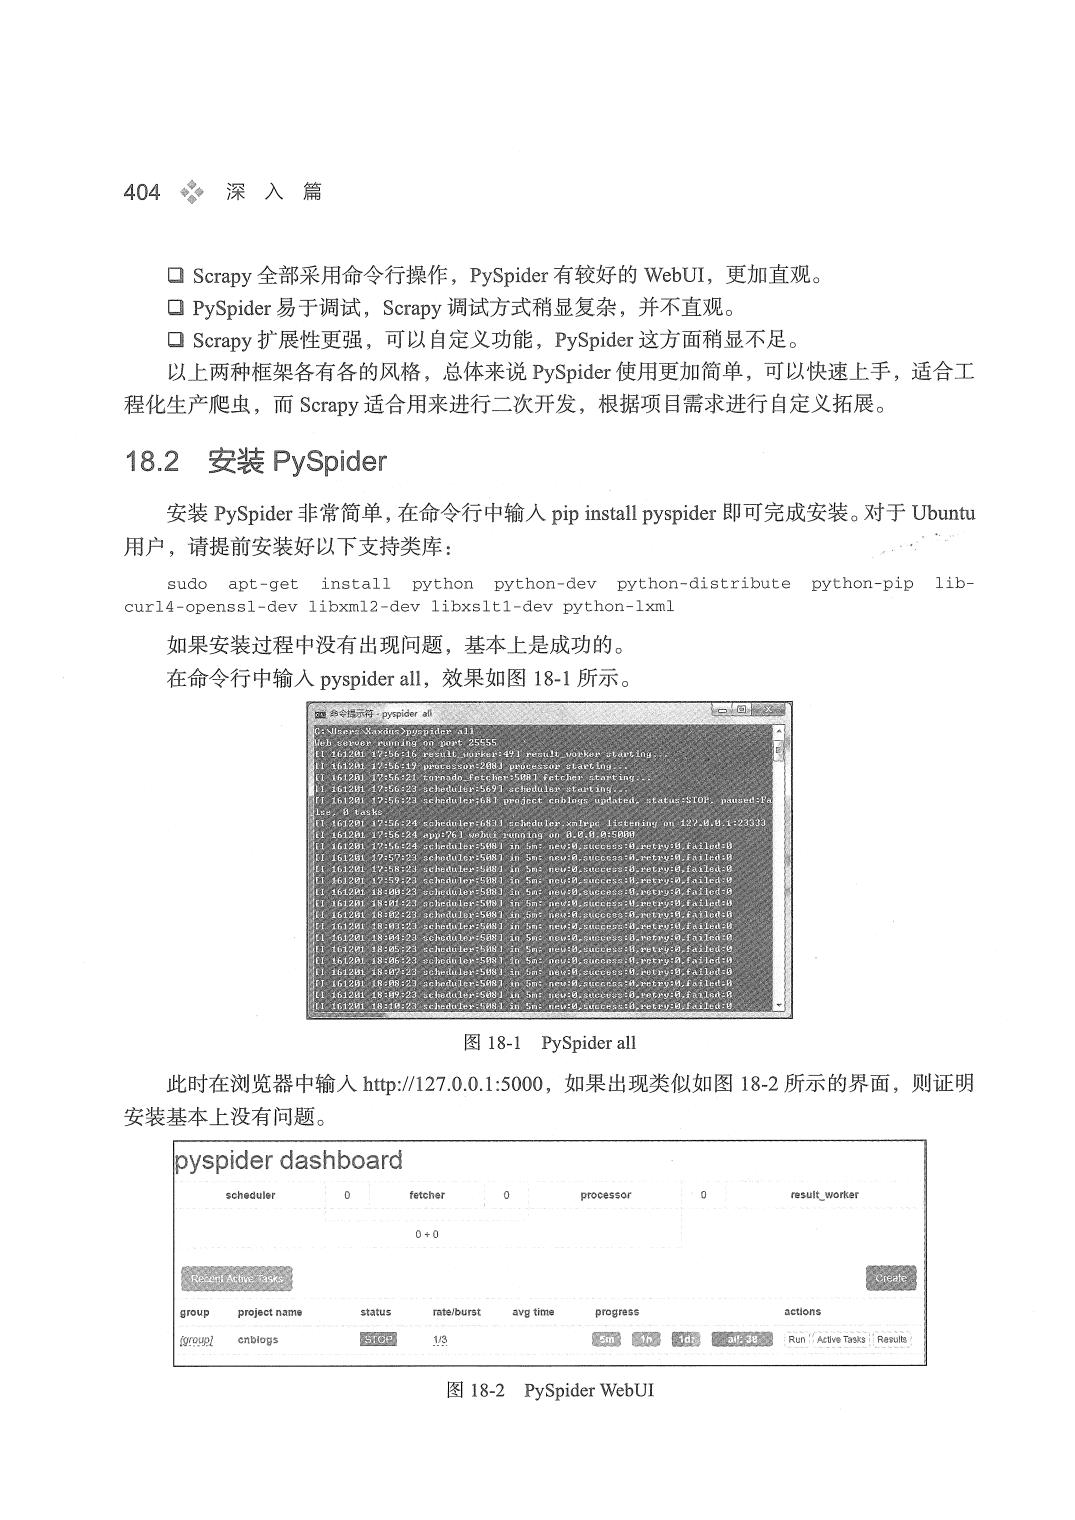 404 深 入 篇
❑ Scrapy 全部采用命令行操作，PySpider 有较好的 WebUI，更加直观。
❑ PySpider 易于调试，Scrapy 调试方式稍显复杂，并不直观。
❑ Scrapy 扩展性更强，可以自定义功能，PySpider 这方面稍显不足。
以上两种框架各有各的风格，总体来说 PySpider 使用更加简单，可以快速上手，适合工
程化生产爬虫，而 Scrapy 适合用来进行二次开发，根据项目需求进行自定义拓展。
18.2 安装 PySpider
安装 PySpider 非常简单，在命令行中输入 pip install pyspider 即可完成安装。对于 Ubuntu
用户，请提前安装好以下支持类库：
sudo apt-get install python python-dev python-distribute python-pip lib-
curl4-openssl-dev libxml2-dev libxslt1-dev python-lxml
如果安装过程中没有出现问题，基本上是成功的。
在命令行中输入 pyspider all，效果如图 18-1 所示。
命令提示符 - pyspider all
C:\Users\Xaxdus>pyspider all
Web server running on port 25555
[I 161201 17:56:16 result_worker:49] result_worker starting...
[I 161201 17:56:19 processor:208] processor starting...
[I 161201 17:56:21 tornado_fetcher:508] fetcher starting...
[I 161201 17:56:23 scheduler:569] scheduler starting...
[I 161201 17:56:23 scheduler:68] project cnblogs updated, status:STOP, paused:Fa
lse, 0 tasks
[I 161201 17:56:24 scheduler:683] scheduler.xmlrpc listening on 127.0.0.1:23333
[I 161201 17:56:24 app:76] webui running on 0.0.0.0:5000
[I 161201 17:56:24 scheduler:508] in 5m: new:0,success:0,retry:0,failed:0
[I 161201 17:57:23 scheduler:508] in 5m: new:0,success:0,retry:0,failed:0
[I 161201 17:58:23 scheduler:508] in 5m: new:0,success:0,retry:0,failed:0
[I 161201 17:59:23 scheduler:508] in 5m: new:0,success:0,retry:0,failed:0
[I 161201 18:00:23 scheduler:508] in 5m: new:0,success:0,retry:0,failed:0
[I 161201 18:01:23 scheduler:508] in 5m: new:0,success:0,retry:0,failed:0
[I 161201 18:02:23 scheduler:508] in 5m: new:0,success:0,retry:0,failed:0
[I 161201 18:03:23 scheduler:508] in 5m: new:0,success:0,retry:0,failed:0
[I 161201 18:04:23 scheduler:508] in 5m: new:0,success:0,retry:0,failed:0
[I 161201 18:05:23 scheduler:508] in 5m: new:0,success:0,retry:0,failed:0
[I 161201 18:06:23 scheduler:508] in 5m: new:0,success:0,retry:0,failed:0
[I 161201 18:07:23 scheduler:508] in 5m: new:0,success:0,retry:0,failed:0
[I 161201 18:08:23 scheduler:508] in 5m: new:0,success:0,retry:0,failed:0
[I 161201 18:09:23 scheduler:508] in 5m: new:0,success:0,retry:0,failed:0
[I 161201 18:10:23 scheduler:508] in 5m: new:0,success:0,retry:0,failed:0
图 18-1 PySpider all
此时在浏览器中输入 http://127.0.0.1:5000，如果出现类似如图 18-2 所示的界面，则证明
安装基本上没有问题。
pyspider dashboard
scheduler 0 fetcher 0 processor 0 result_worker
0 + 0
Recent Active Tasks Create
group project name status rate/burst avg time progress actions
[group] cnblogs STOP 1/3 5m 1h 1d: all: 38 Run Active Tasks Results
图 18-2 PySpider WebUI